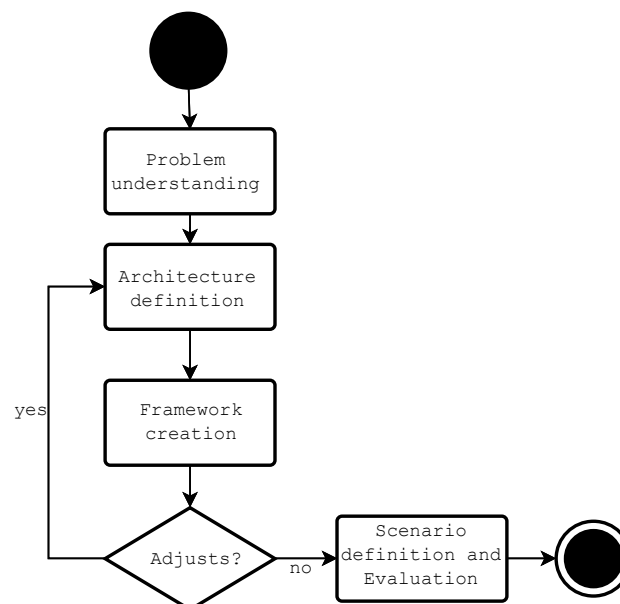 Problem
understanding
Architecture
definition
Framework
creation
yes
Adjusts?
no
Scenario
definition and
Evaluation